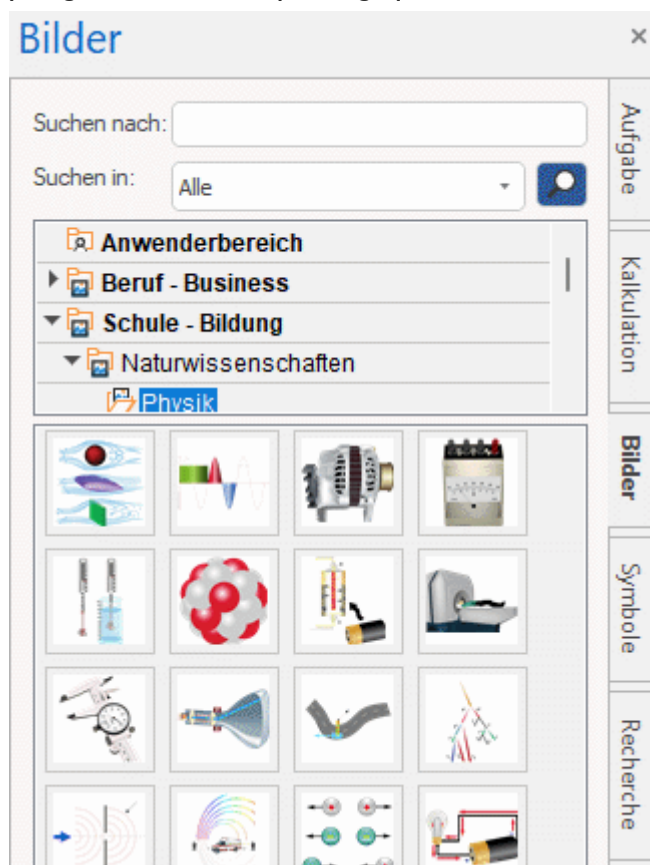 Bilder
Suchen nach:
Suchen in:
Alle
Anwenderbereich
Beruf - Business
Schule - Bildung
Naturwissenschaften
Physik
Aufgabe
Kalkulation
Bilder
Symbole
Recherche